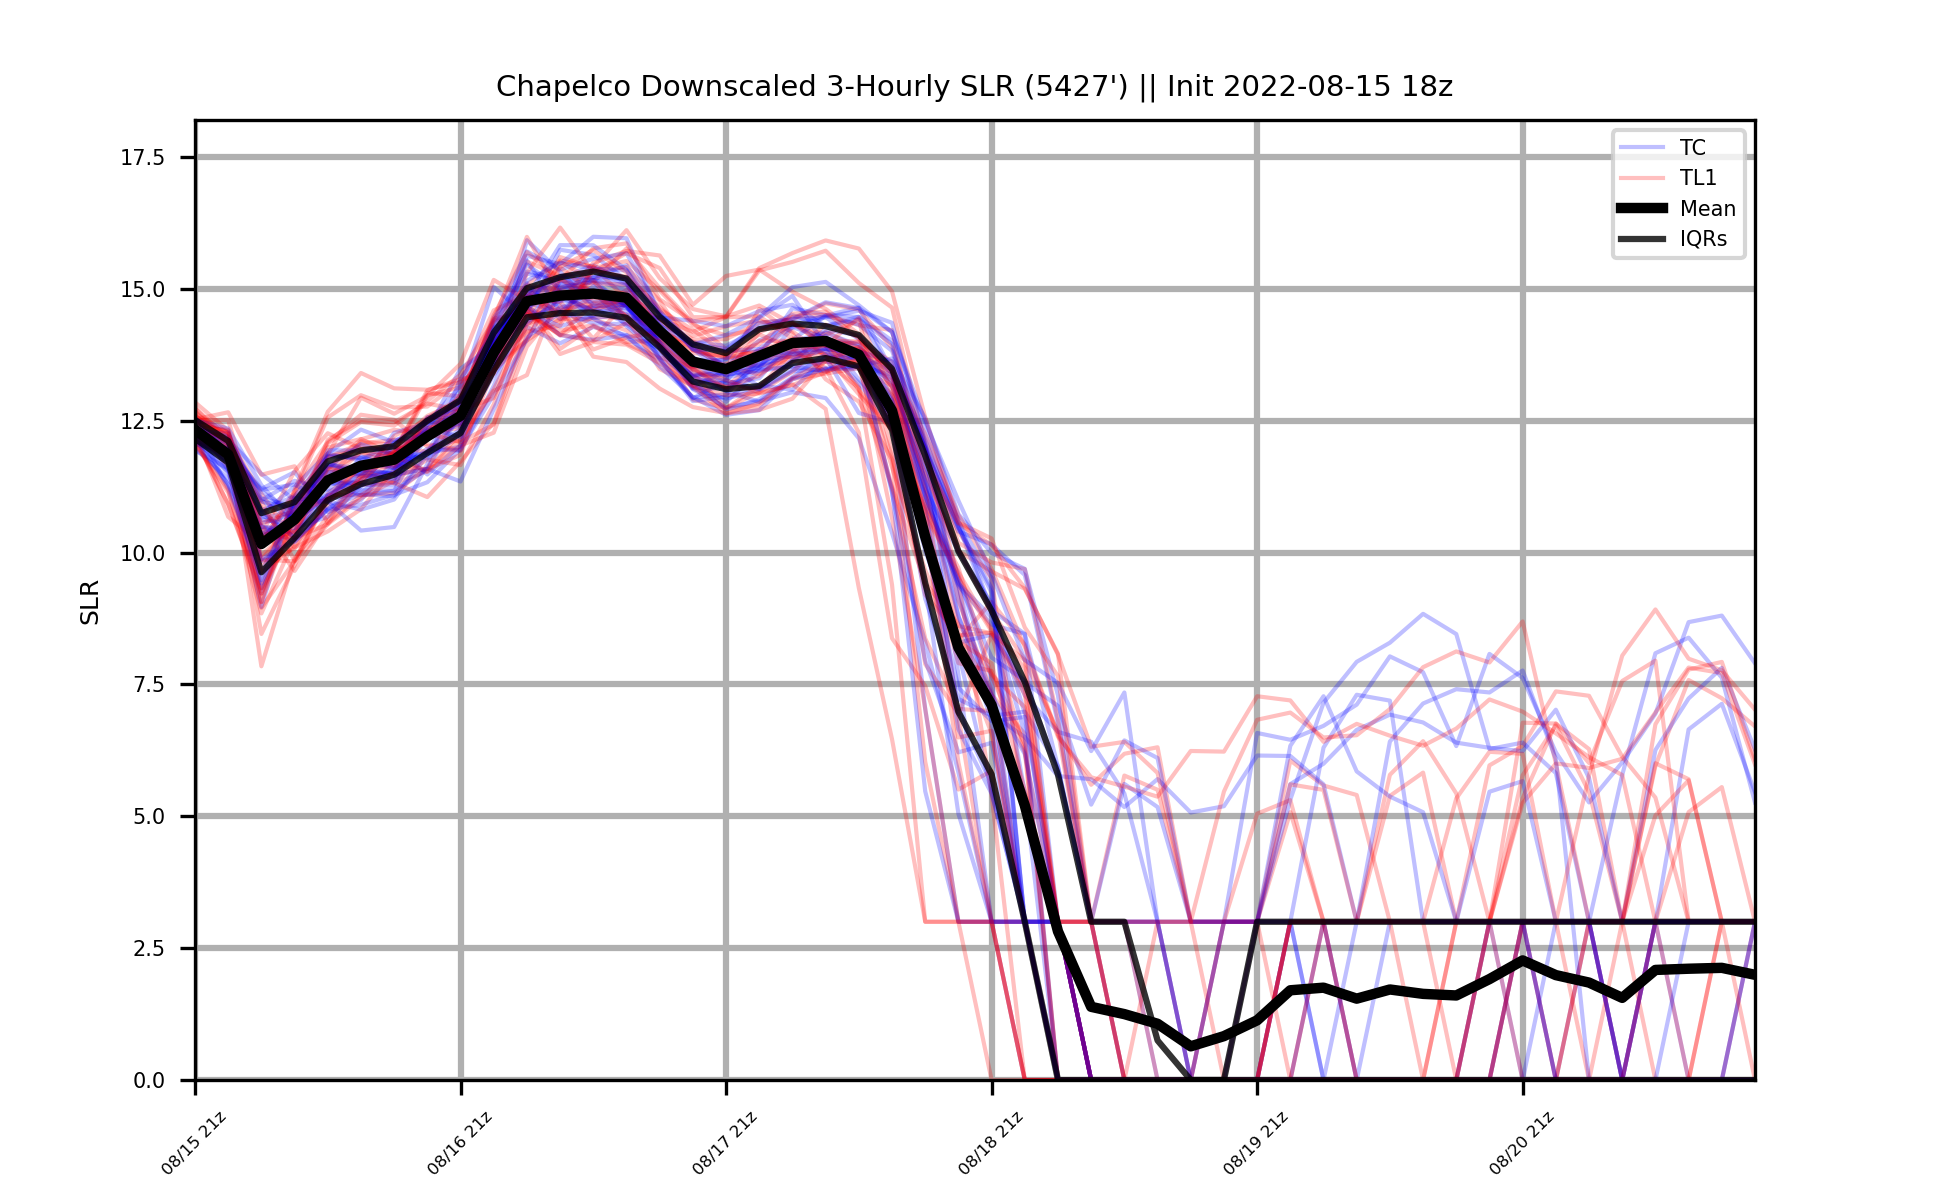 Chapelco Downscaled 3-Hourly SLR (5427') || Init 2022-08-15 18z
TC
TL1
Mean
IQRs
SLR
17.5
15.0
12.5
10.0
7.5
5.0
2.5
0.0
08/15 21z
08/16 21z
08/17 21z
08/18 21z
08/19 21z
08/20 21z